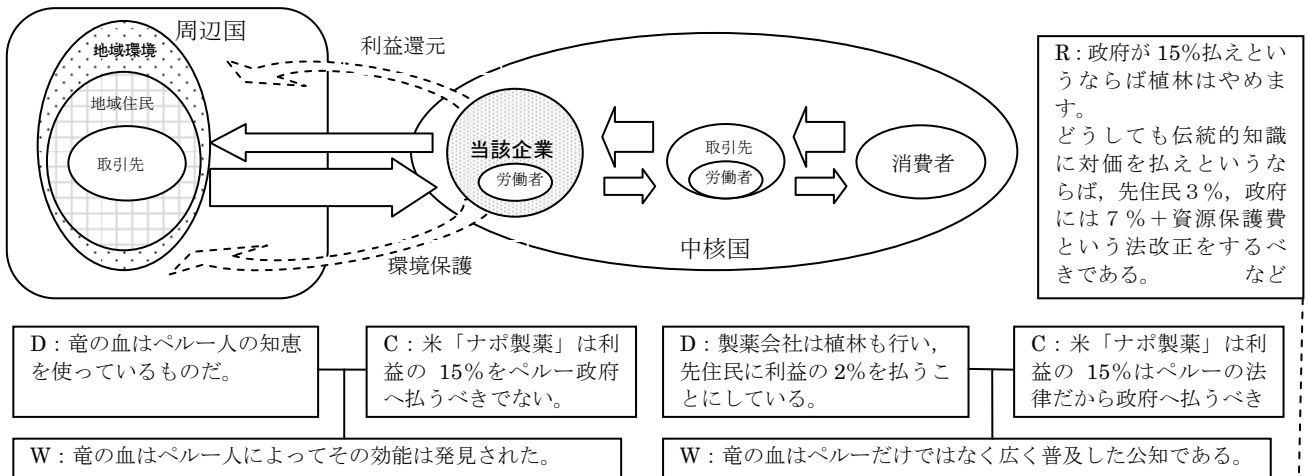 周辺国
地域環境
地域住民
取引先
利益還元
環境保護
当該企業
労働者
取引先
労働者
消費者
中核国
R：政府が 15%払えとい
うならば植林はやめま
す。
どうしても伝統的知識
に対価を払えというな
らば，先住民３%，政府
には７%＋資源保護費
という法改正をするべ
きである。　　　など
D：竜の血はペルー人の知恵
を使っているものだ。
C：米「ナポ製薬」は利
益の 15%をペルー政府
へ払うべきでない。
W：竜の血はペルー人によってその効能は発見された。
D：製薬会社は植林も行い，
先住民に利益の 2%を払うこ
とにしている。
C：米「ナポ製薬」は利
益の 15%はペルーの法
律だから政府へ払うべき
W：竜の血はペルーだけではなく広く普及した公知である。